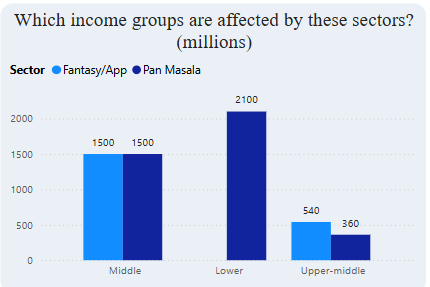 Which income groups are affected by these sectors?
(millions)
Sector Fantasy/App Pan Masala
2100
2000
1500 1500
1500
1000
540
500
360
0
Middle Lower Upper-middle